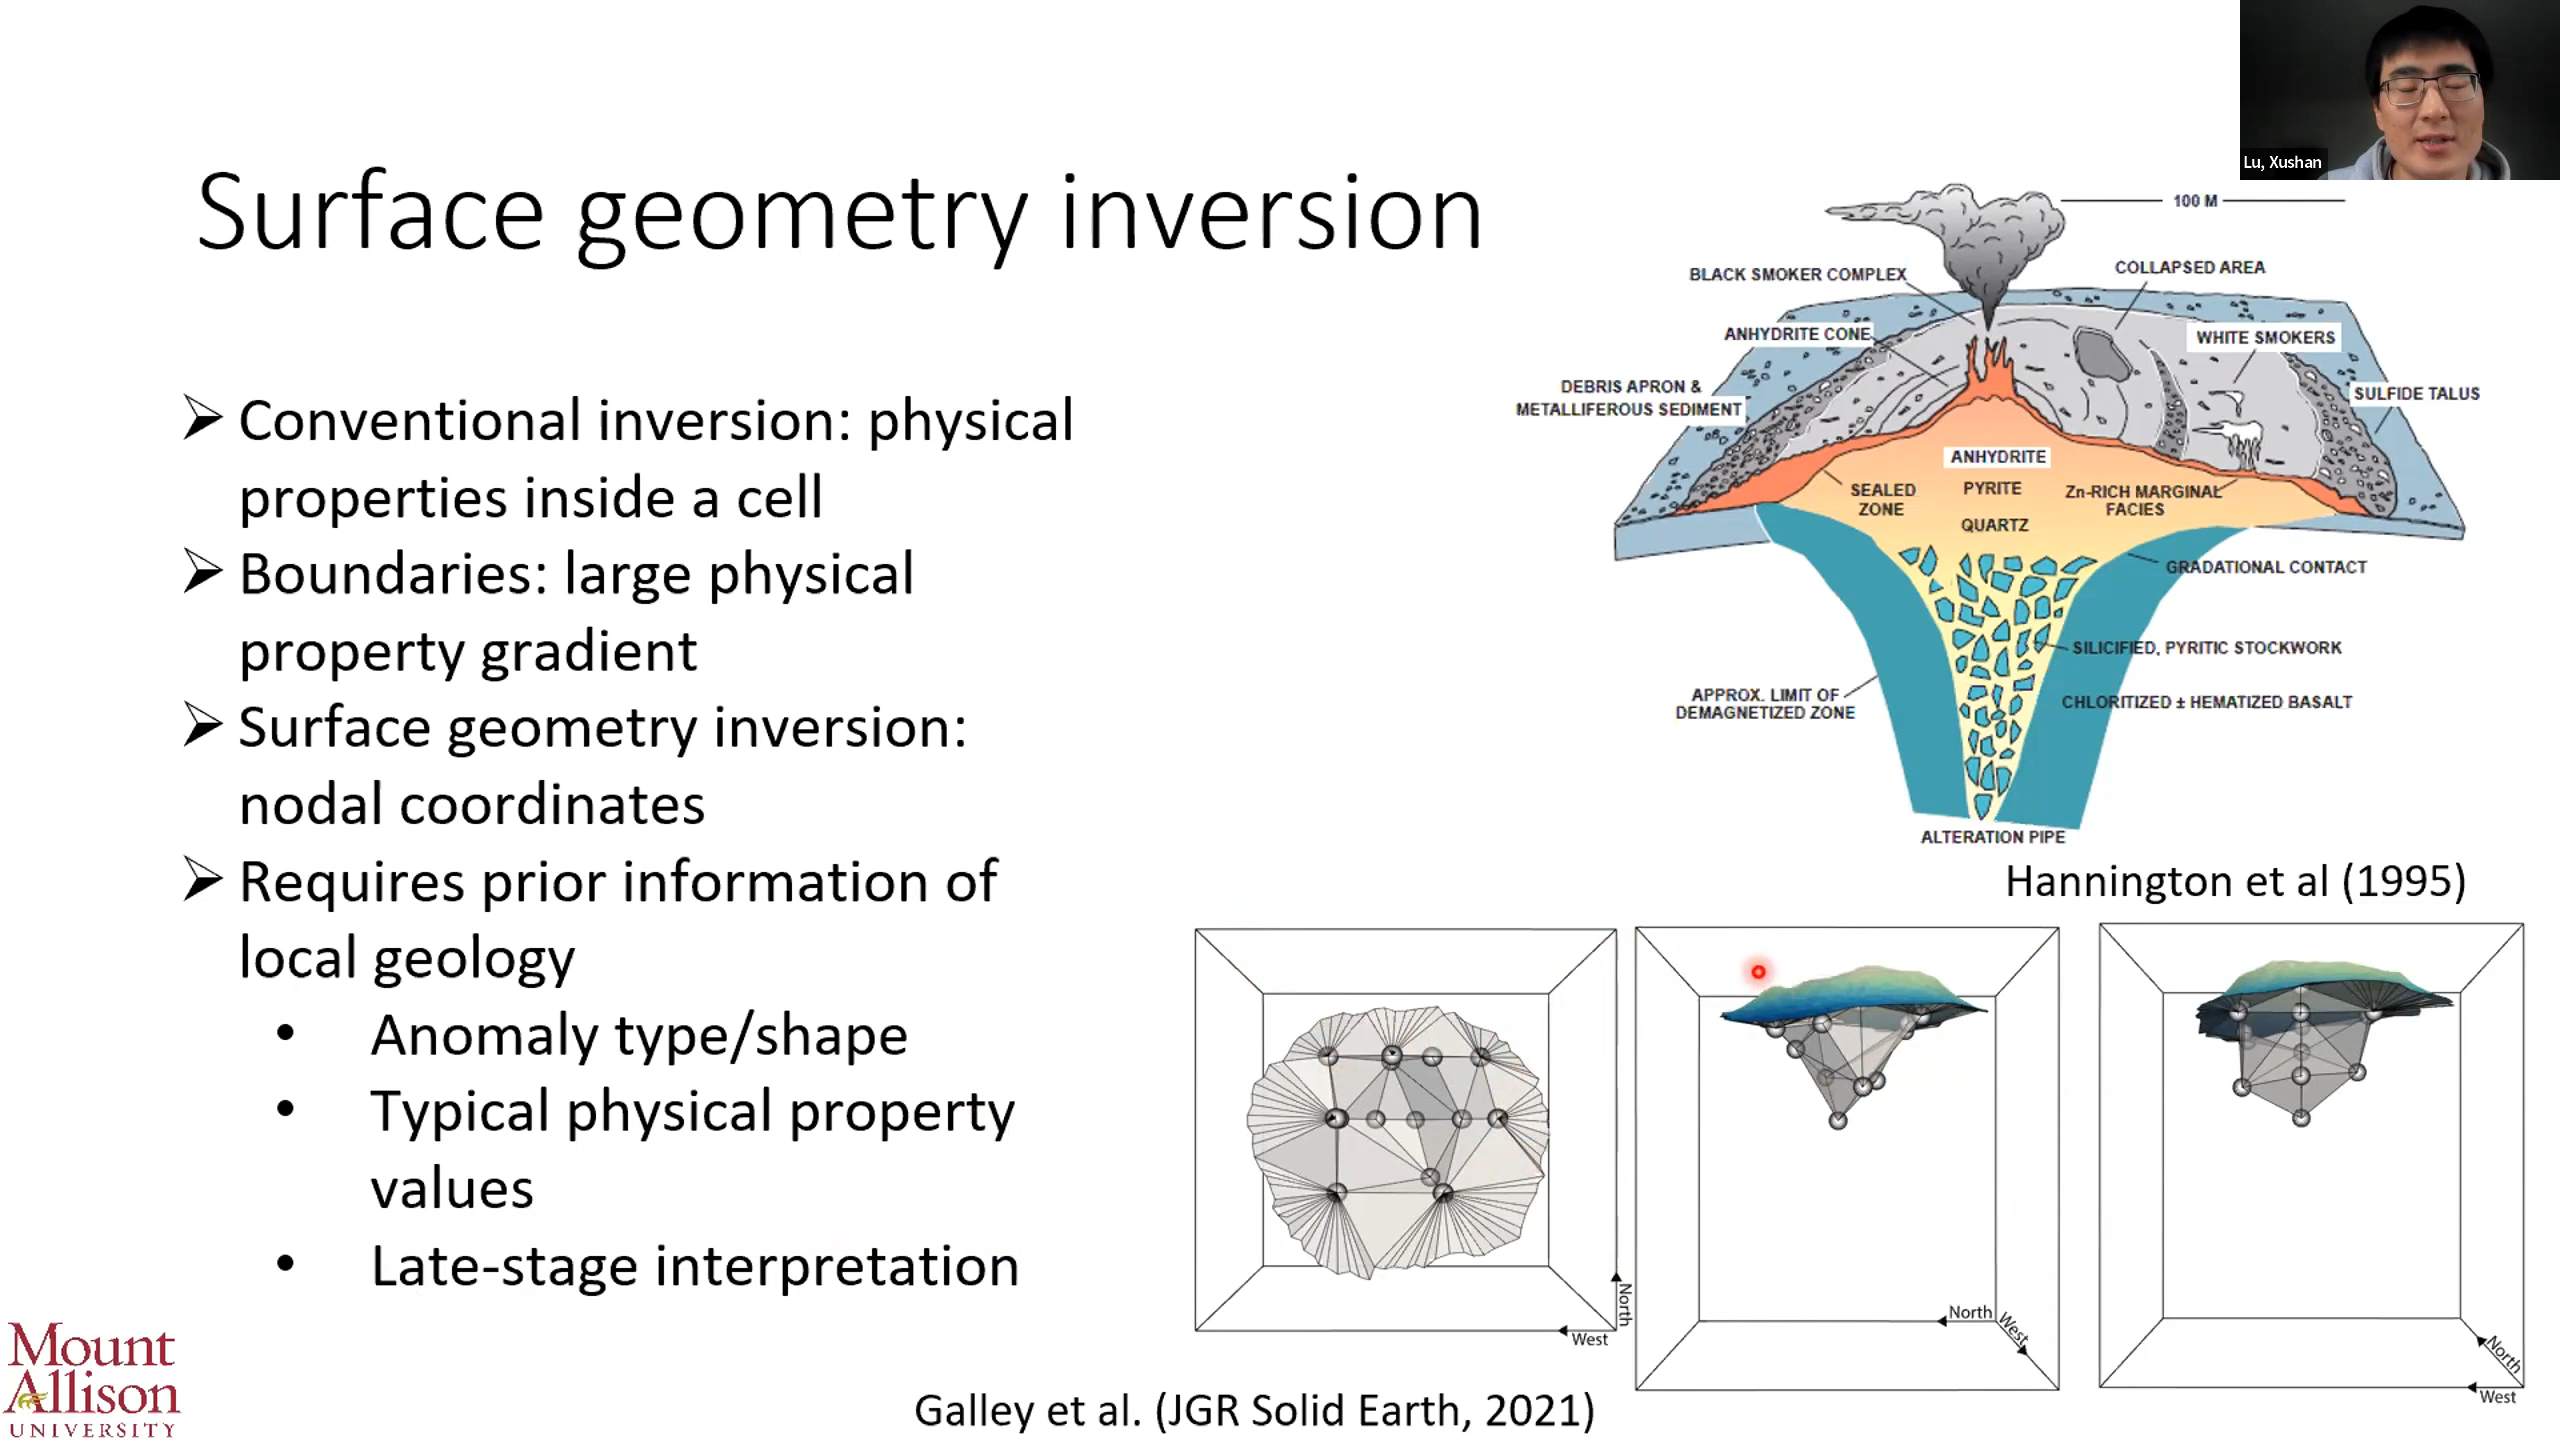 Lu, Xushan
Surface geometry inversion
➢ Conventional inversion: physical
properties inside a cell
➢ Boundaries: large physical
property gradient
➢ Surface geometry inversion:
nodal coordinates
➢ Requires prior information of
local geology
• Anomaly type/shape
• Typical physical property
values
• Late-stage interpretation
100 M
BLACK SMOKER COMPLEX
COLLAPSED AREA
ANHYDRITE CONE
WHITE SMOKERS
DEBRIS APRON &
METALLIFEROUS SEDIMENT
SULFIDE TALUS
ANHYDRITE
SEALED
ZONE
PYRITE
Zn-RICH MARGINAL
FACIES
QUARTZ
GRADATIONAL CONTACT
SILICIFIED, PYRITIC STOCKWORK
APPROX. LIMIT OF
DEMAGNETIZED ZONE
CHLORITIZED ± HEMATIZED BASALT
ALTERATION PIPE
Hannington et al (1995)
North
West
North
West
North
West
Galley et al. (JGR Solid Earth, 2021)
Mount
Allison
UNIVERSITY